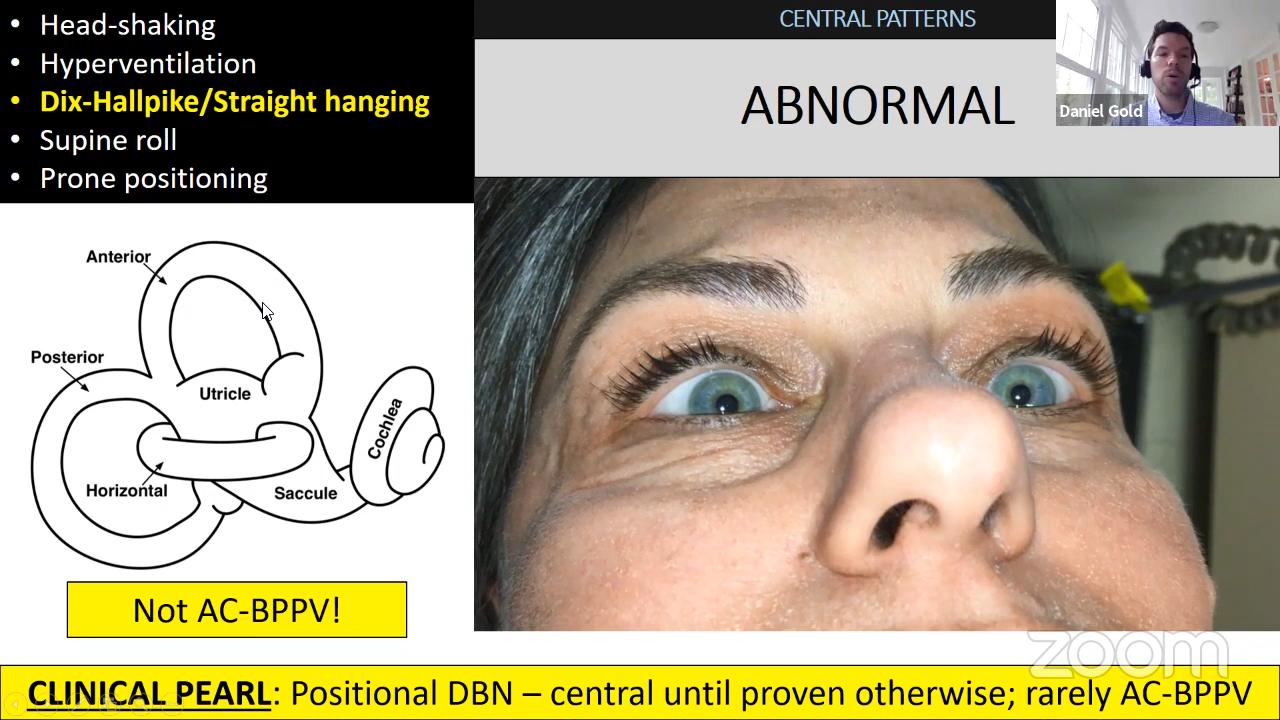 • Head-shaking
• Hyperventilation
• Dix-Hallpike/Straight hanging
• Supine roll
• Prone positioning
CENTRAL PATTERNS
ABNORMAL
Daniel Gold
Anterior
Posterior
Utricle
Cochlea
Horizontal
Saccule
Not AC-BPPV!
zoom
CLINICAL PEARL: Positional DBN – central until proven otherwise; rarely AC-BPPV